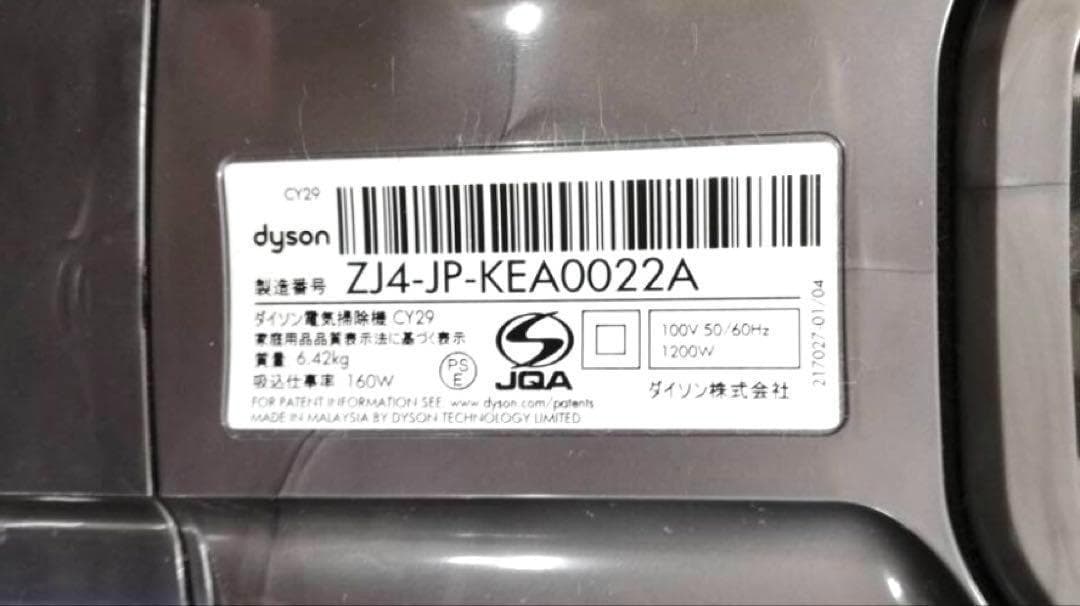 CY29
dyson
製造番号 ZJ4-JP-KEA0022A
ダイソン電気掃除機 CY29
家庭用品品質表示法に基づく表示
質量 6.42kg
吸込仕事率 160W
PS
E
JQA
100V 50/60Hz
1200W
ダイソン株式会社
217027-01/04
FOR PATENT INFORMATION SEE www.dyson.com/patents
MADE IN MALAYSIA BY DYSON TECHNOLOGY LIMITED